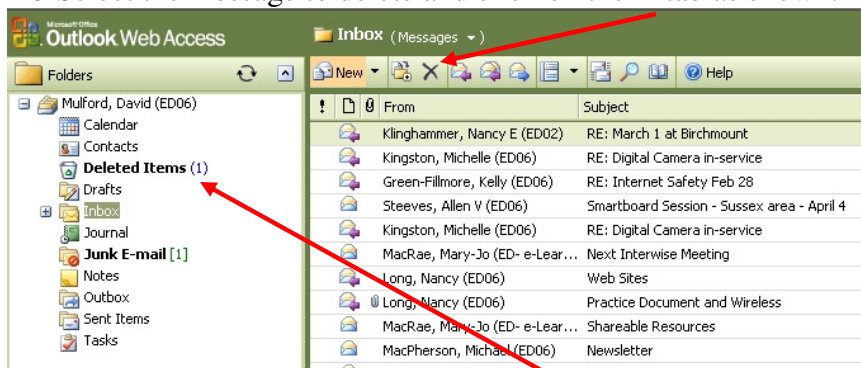 Microsoft Office
Outlook Web Access
Inbox (Messages ▾)
Folders
New
Help
Mulford, David (ED06)
Calendar
Contacts
Deleted Items (1)
Drafts
Inbox
Journal
Junk E-mail [1]
Notes
Outbox
Sent Items
Tasks
! From Subject
Klinghammer, Nancy E (ED02) RE: March 1 at Birchmount
Kingston, Michelle (ED06) RE: Digital Camera in-service
Green-Fillmore, Kelly (ED06) RE: Internet Safety Feb 28
Steeves, Allen V (ED06) Smartboard Session - Sussex area - April 4
Kingston, Michelle (ED06) RE: Digital Camera in-service
MacRae, Mary-Jo (ED- e-Lear... Next Interwise Meeting
Long, Nancy (ED06) Web Sites
Long, Nancy (ED06) Practice Document and Wireless
MacRae, Mary-Jo (ED- e-Lear... Shareable Resources
MacPherson, Michael (ED06) Newsletter